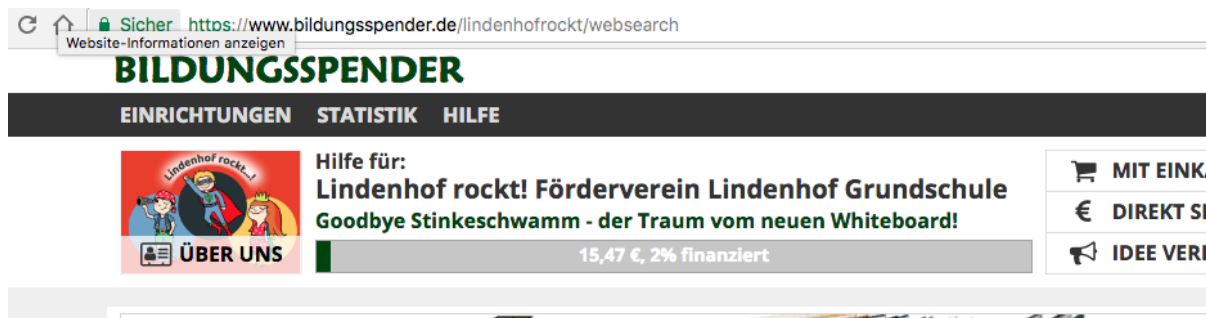 Sicher https://www.bildungsspender.de/lindenhofrockt/websearch
Website-Informationen anzeigen
BILDUNGSSPENDER
EINRICHTUNGEN STATISTIK HILFE
Lindenhof rockt...!
ÜBER UNS
Hilfe für:
Lindenhof rockt! Förderverein Lindenhof Grundschule
Goodbye Stinkeschwamm - der Traum vom neuen Whiteboard!
15,47 €, 2% finanziert
MIT EINK
€ DIREKT
IDEE